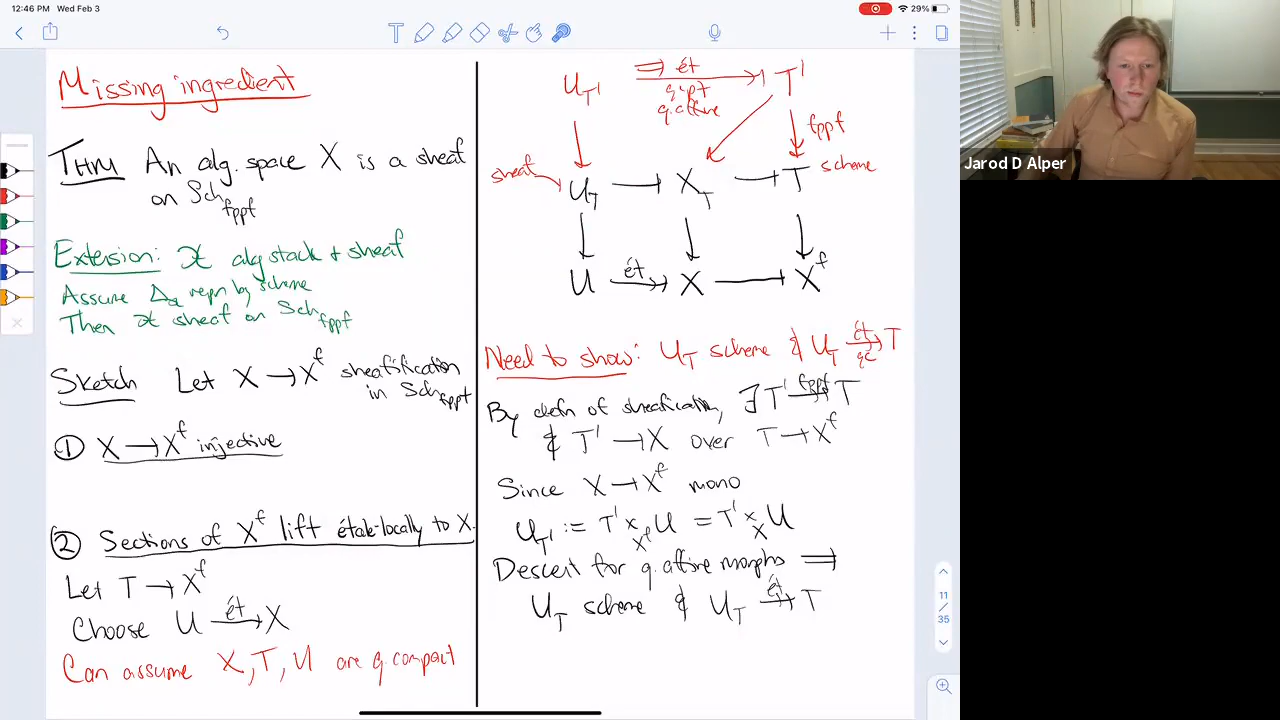 12:46 PM Wed Feb 3
29%
Missing ingredient
THM An alg. space X is a sheaf
on Sch_fppf
Extension: 𝒳 alg stack + sheaf
Assume Δ_𝒳 repn by scheme
Then 𝒳 sheaf on Sch_fppf
Sketch Let X → X^f sheafification
in Sch_fppf
① X → X^f injective
② Sections of X^f lift étale-locally to X.
Let T → X^f
Choose U →ét X
Can assume X, T, U are q.compact
U_T' ét T'
q.cpt
q.affine
fppf
sheaf U_T → X_T → T scheme
U ét X → X^f
Need to show: U_T scheme & U_T ét qc T
By defn of sheafification, ∃ T' fppf→ T
& T' → X over T → X^f
Since X → X^f mono
U_T' := T' ×_X^f U = T' ×_X U
Descent for q.affine morphs ⟹
U_T scheme & U_T ét→ T
11
/
35
Jarod D Alper